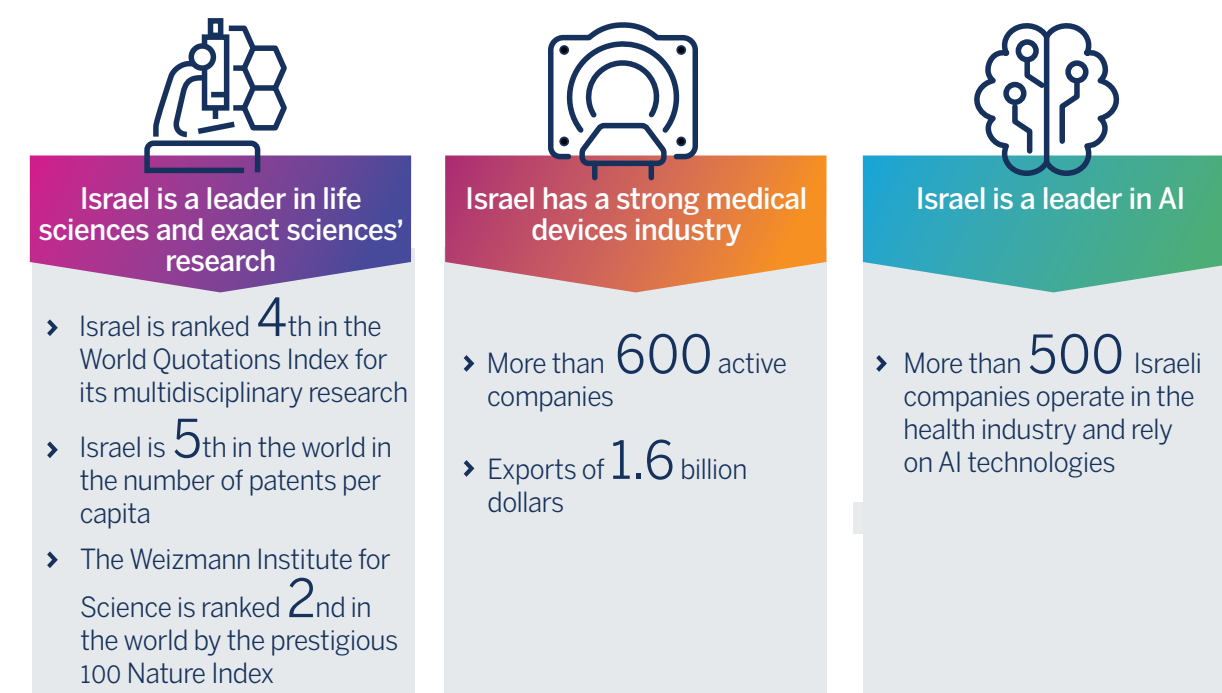 Israel is a leader in life
sciences and exact sciences'
research
› Israel is ranked 4th in the
World Quotations Index for
its multidisciplinary research
› Israel is 5th in the world in
the number of patents per
capita
› The Weizmann Institute for
Science is ranked 2nd in
the world by the prestigious
100 Nature Index
Israel has a strong medical
devices industry
› More than 600 active
companies
› Exports of 1.6 billion
dollars
Israel is a leader in AI
› More than 500 Israeli
companies operate in the
health industry and rely
on AI technologies